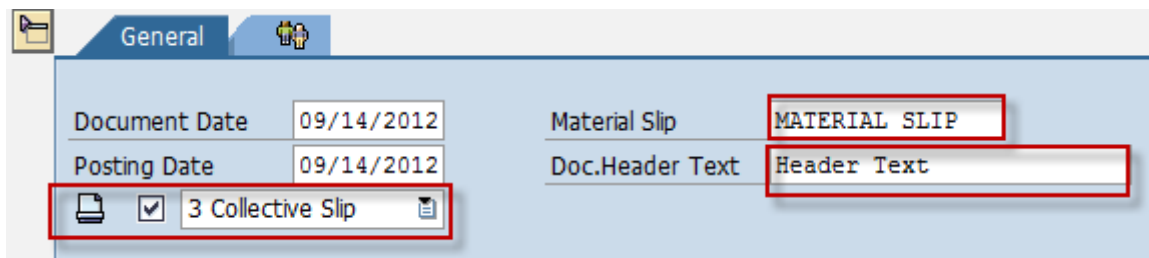 General
Document Date 09/14/2012 Material Slip MATERIAL SLIP
Posting Date 09/14/2012 Doc.Header Text Header Text
3 Collective Slip